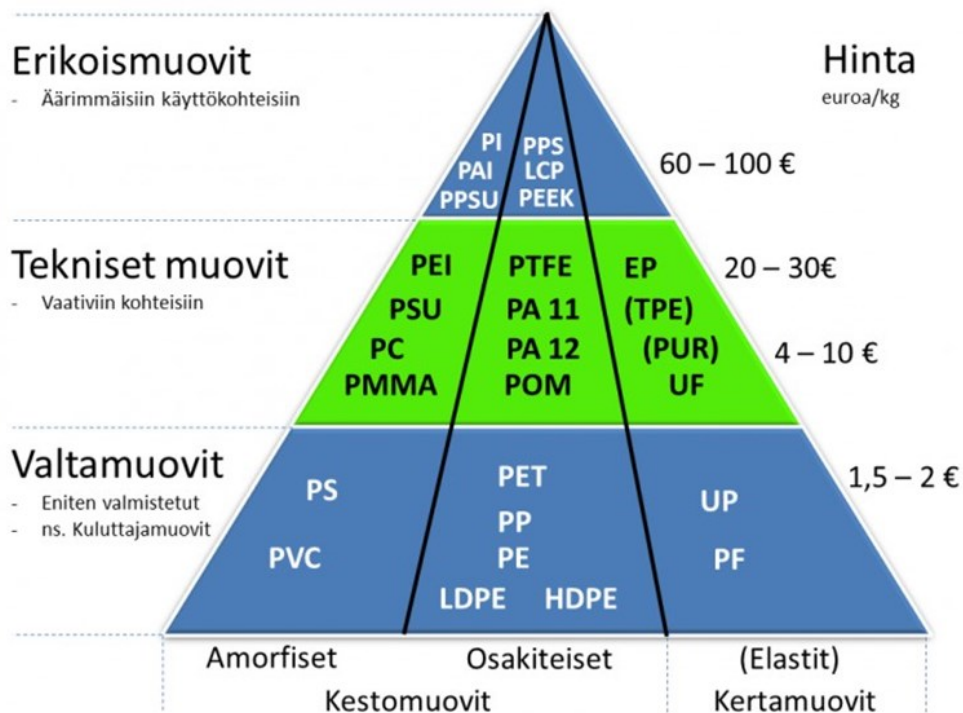 Erikoismuovit
- Äärimmäisiin käyttökohteisiin
Hinta
euroa/kg
PI PPS
PAI LCP
PPSU PEEK
60 – 100 €
Tekniset muovit
- Vaativiin kohteisiin
PEI PTFE EP
20 – 30€
PSU PA 11 (TPE)
PC PA 12 (PUR)
4 – 10 €
PMMA POM UF
Valtamuovit
- Eniten valmistetut
- ns. Kuluttajamuovit
PS PET UP
1,5 – 2 €
PP
PVC PE PF
LDPE HDPE
Amorfiset Osakiteiset (Elastit)
Kestomuovit Kertamuovit